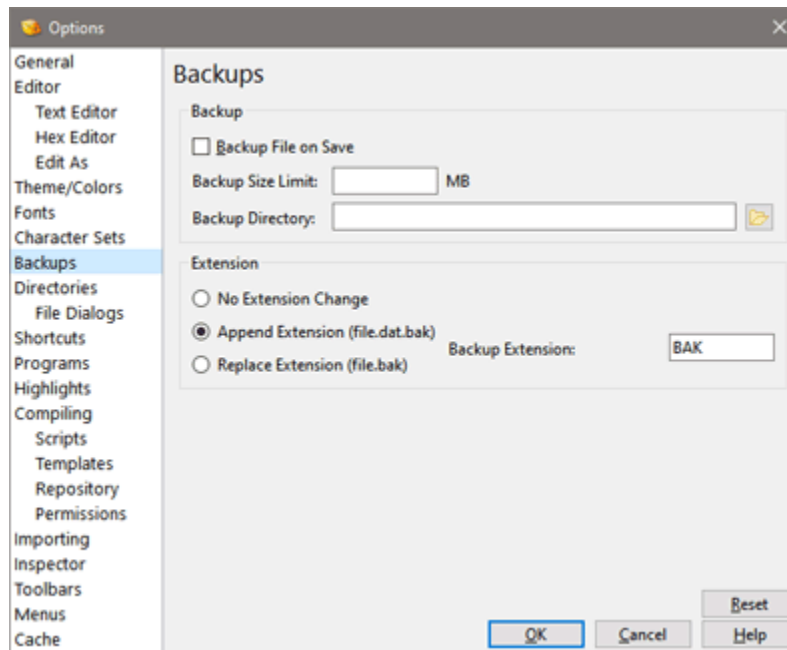 Options
General
Editor
Text Editor
Hex Editor
Edit As
Theme/Colors
Fonts
Character Sets
Backups
Directories
File Dialogs
Shortcuts
Programs
Highlights
Compiling
Scripts
Templates
Repository
Permissions
Importing
Inspector
Toolbars
Menus
Cache
Backups
Backup
Backup File on Save
Backup Size Limit: MB
Backup Directory:
Extension
No Extension Change
Append Extension (file.dat.bak)
Backup Extension: BAK
Replace Extension (file.bak)
Reset
OK Cancel Help